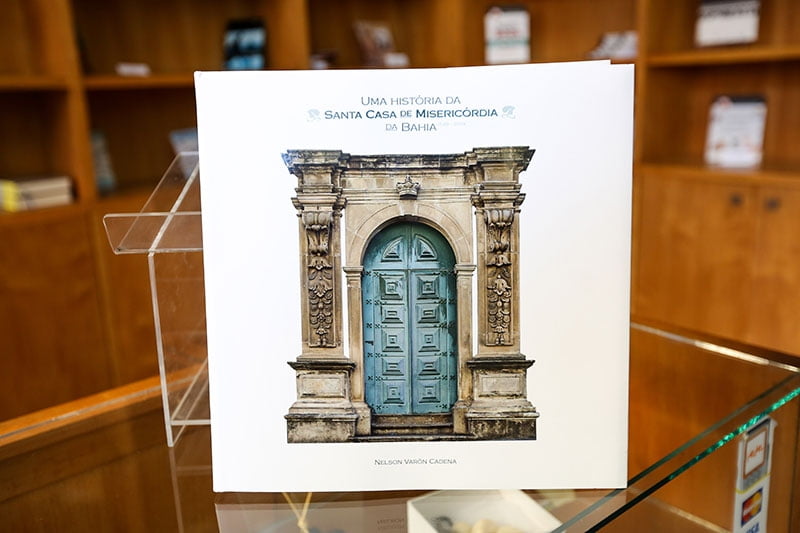 UMA HISTÓRIA DA
SANTA CASA DE MISERICÓRDIA
DA BAHIA
NELSON VARÓN CADENA